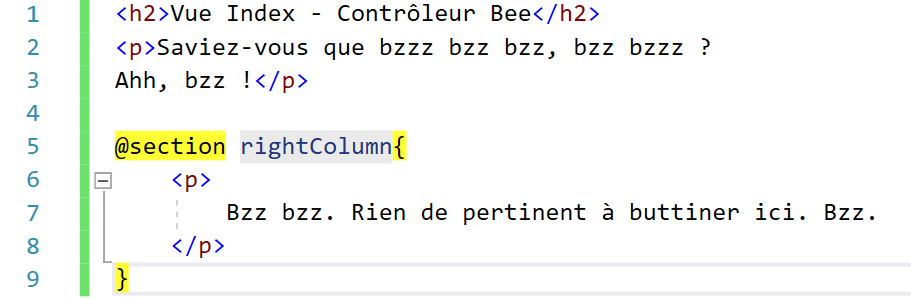 1 <h2>Vue Index - Contrôleur Bee</h2>
2 <p>Saviez-vous que bzzz bzz bzz, bzz bzzz ?
3 Ahh, bzz !</p>
4
5 @section rightColumn{
6     <p>
7         Bzz bzz. Rien de pertinent à buttiner ici. Bzz.
8     </p>
9 }